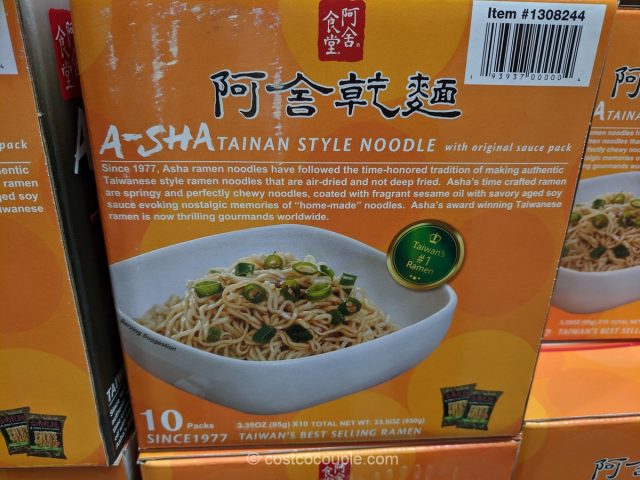 阿舍食堂
Item #1308244
1 93937 00000 4
阿舍乾麵
A-SHA TAINAN STYLE NOODLE with original sauce pack
Since 1977, Asha ramen noodles have followed the time-honored tradition of making authentic
Taiwanese style ramen noodles that are air-dried and not deep fried. Asha's time crafted ramen
are springy and perfectly chewy noodles, coated with fragrant sesame oil with savory aged soy
sauce evoking nostalgic memories of "home-made" noodles. Asha's award winning Taiwanese
ramen is now thrilling gourmands worldwide.
Taiwan's
#1
Ramen
Serving Suggestion
10 Packs
3.35OZ (95g) X10 TOTAL NET WT. 33.5OZ (950g)
SINCE1977 TAIWAN'S BEST SELLING RAMEN
© costcocouple.com